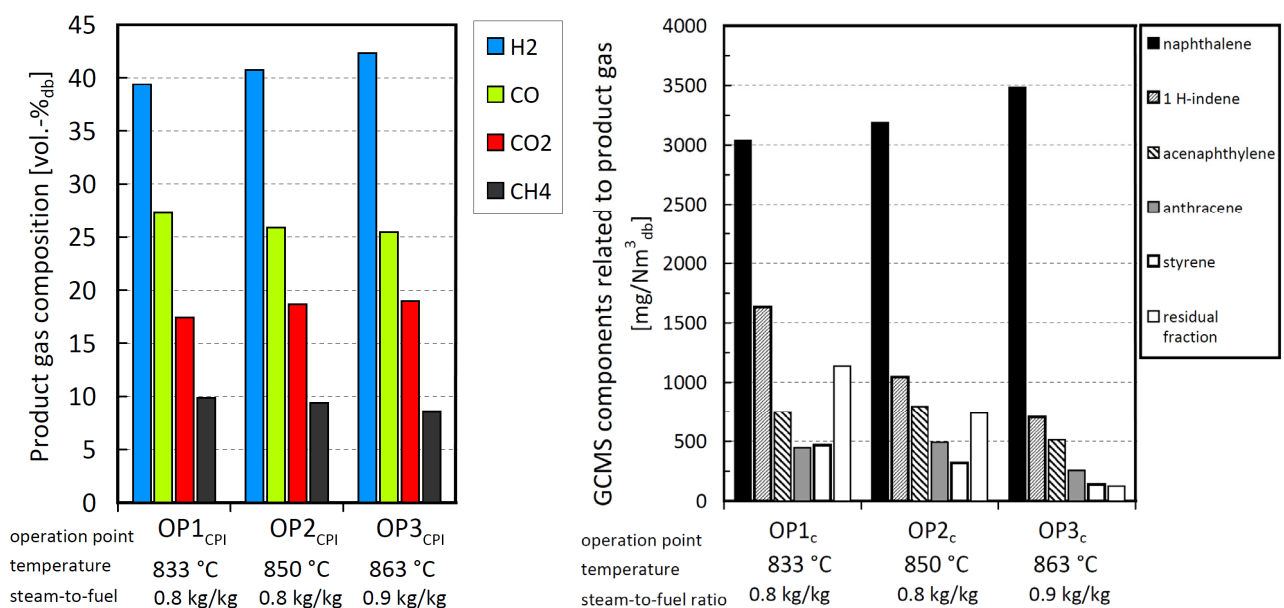 Product gas composition [vol.-%db]
45
40
35
30
25
20
15
10
5
0
H2
CO
CO2
CH4
operation point OP1CPI OP2CPI OP3CPI
temperature 833 °C 850 °C 863 °C
steam-to-fuel 0.8 kg/kg 0.8 kg/kg 0.9 kg/kg
GCMS components related to product gas
[mg/Nm³db]
4000
3500
3000
2500
2000
1500
1000
500
0
naphthalene
1 H-indene
acenaphthylene
anthracene
styrene
residual
fraction
operation point OP1c OP2c OP3c
temperature 833 °C 850 °C 863 °C
steam-to-fuel ratio 0.8 kg/kg 0.8 kg/kg 0.9 kg/kg